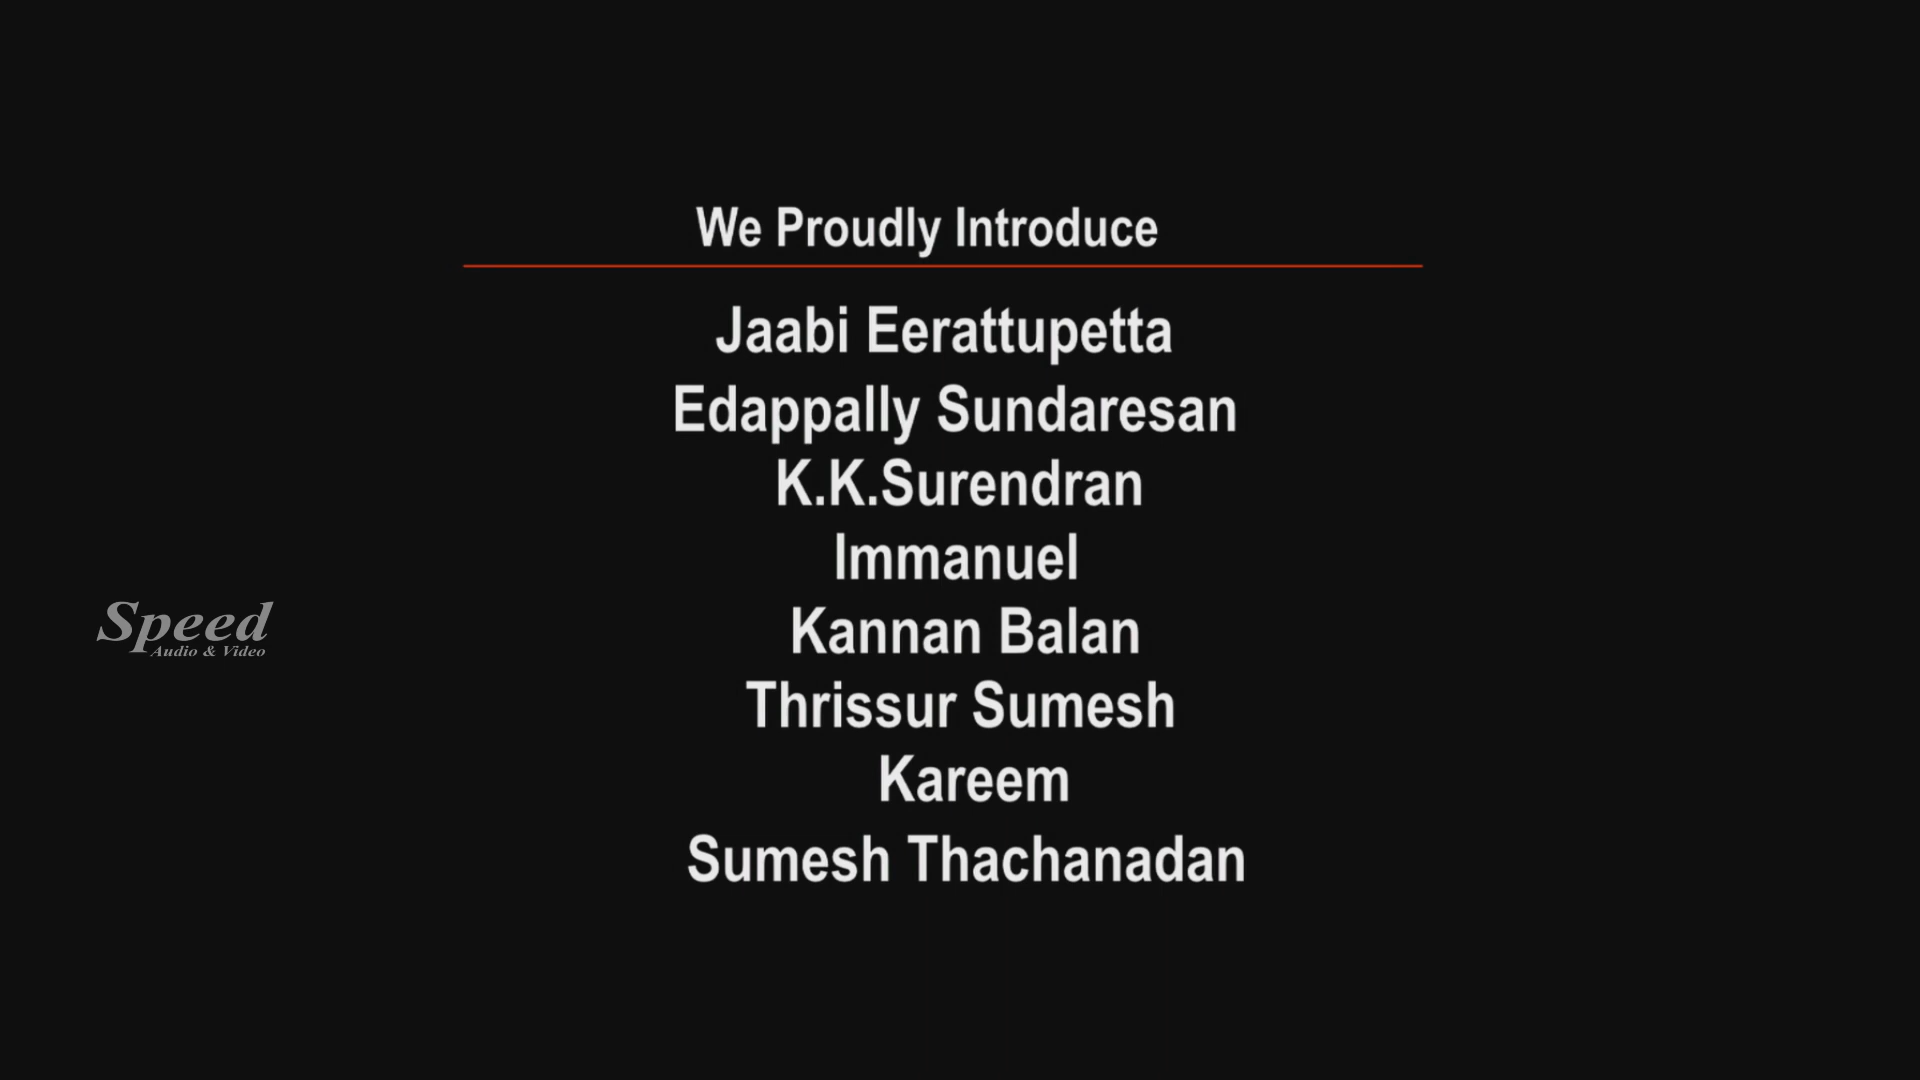 We Proudly Introduce
Jaabi Eerattupetta
Edappally Sundaresan
K.K.Surendran
Immanuel
Speed
Audio & Video
Kannan Balan
Thrissur Sumesh
Kareem
Sumesh Thachanadan